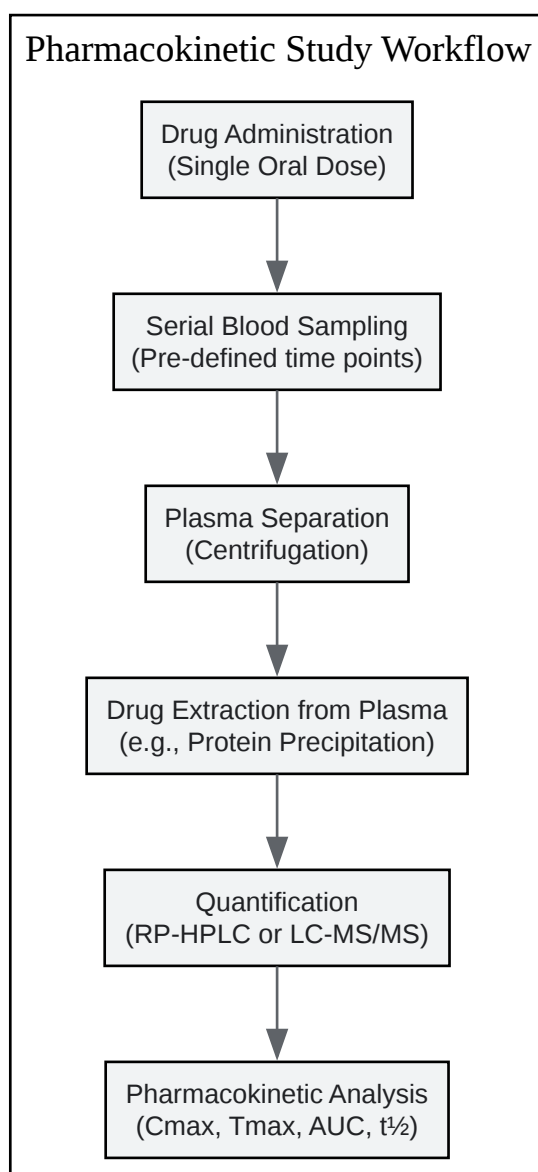 Pharmacokinetic Study Workflow
Drug Administration
(Single Oral Dose)
Serial Blood Sampling
(Pre-defined time points)
Plasma Separation
(Centrifugation)
Drug Extraction from Plasma
(e.g., Protein Precipitation)
Quantification
(RP-HPLC or LC-MS/MS)
Pharmacokinetic Analysis
(Cmax, Tmax, AUC, t½)